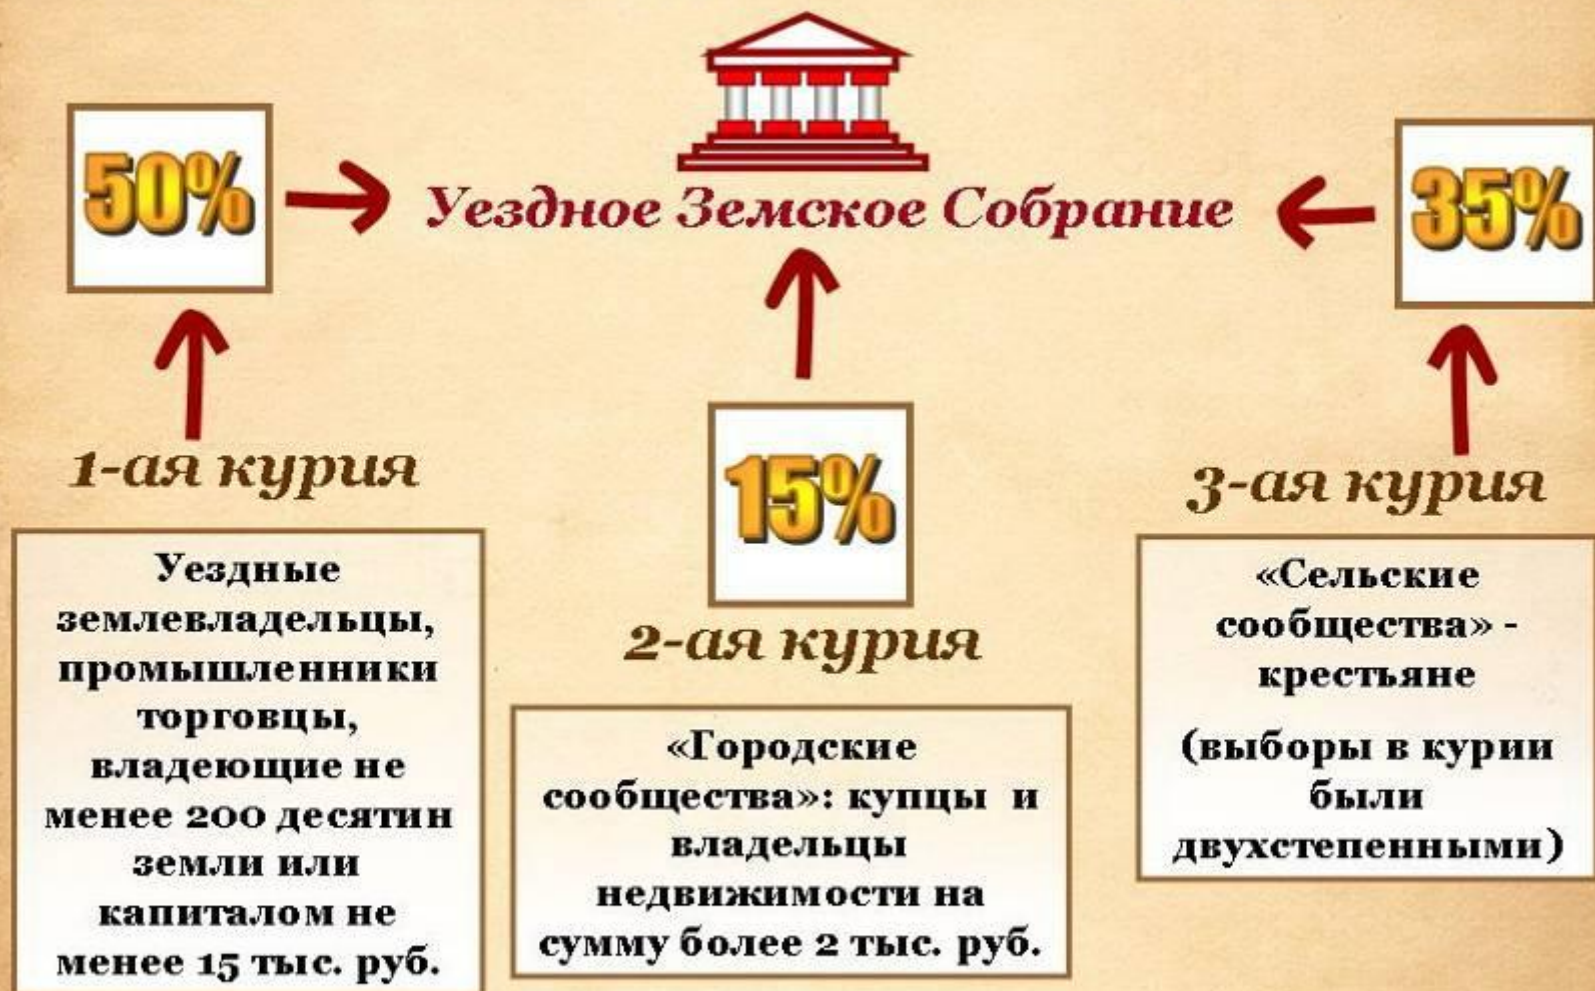 50%
Уездное Земское Собрание
35%
1-ая курия
Уездные
землевладельцы,
промышленники
торговцы,
владеющие не
менее 200 десятин
земли или
капиталом не
менее 15 тыс. руб.
15%
2-ая курия
«Городские
сообщества»: купцы и
владельцы
недвижимости на
сумму более 2 тыс. руб.
3-ая курия
«Сельские
сообщества» -
крестьяне
(выборы в курии
были
двухстепенными)